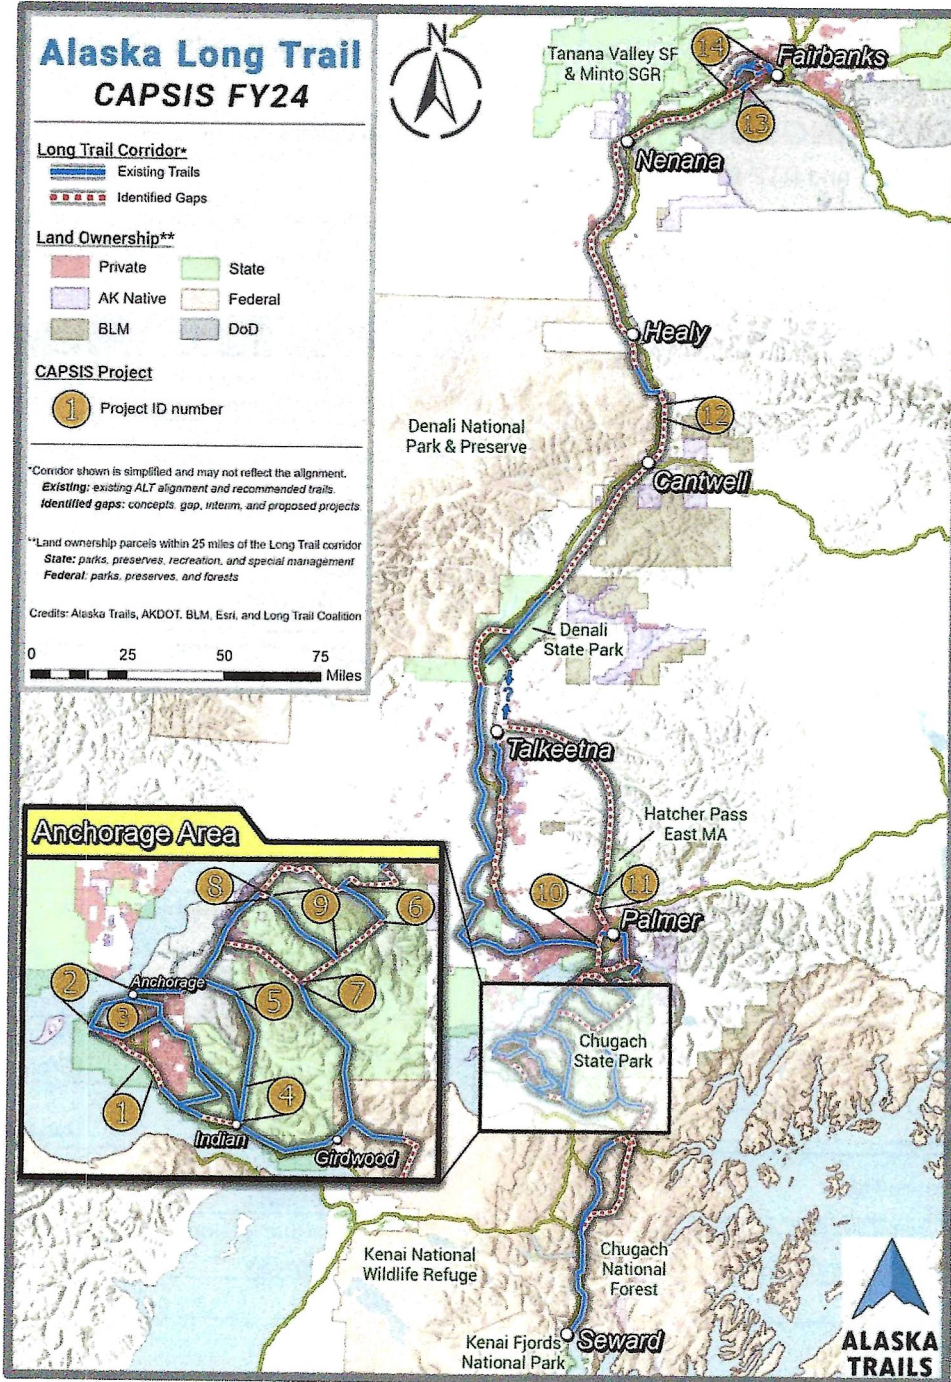 Alaska Long Trail
CAPSIS FY24
Long Trail Corridor*
Existing Trails
Identified Gaps
Land Ownership**
Private
State
AK Native
Federal
BLM
DoD
CAPSIS Project
1
Project ID number
*Corridor shown is simplified and may not reflect the alignment.
Existing: existing ALT alignment and recommended trails.
Identified gaps: concepts, gap, interim, and proposed projects
**Land ownership parcels within 25 miles of the Long Trail corridor
State: parks, preserves, recreation, and special management
Federal: parks, preserves, and forests
Credits: Alaska Trails, AKDOT, BLM, Esri, and Long Trail Coalition
0 25 50 75
Miles
N
Tanana Valley SF
& Minto SGR
14
Fairbanks
13
Nenana
Healy
12
Denali National
Park & Preserve
Cantwell
Denali
State Park
?
Talkeetna
Hatcher Pass
East MA
10
11
Palmer
Chugach
State Park
Anchorage Area
8
9
6
2
Anchorage
3
5
7
1
4
Indian
Girdwood
Kenai National
Wildlife Refuge
Chugach
National
Forest
Kenai Fjords
National Park
Seward
ALASKA
TRAILS